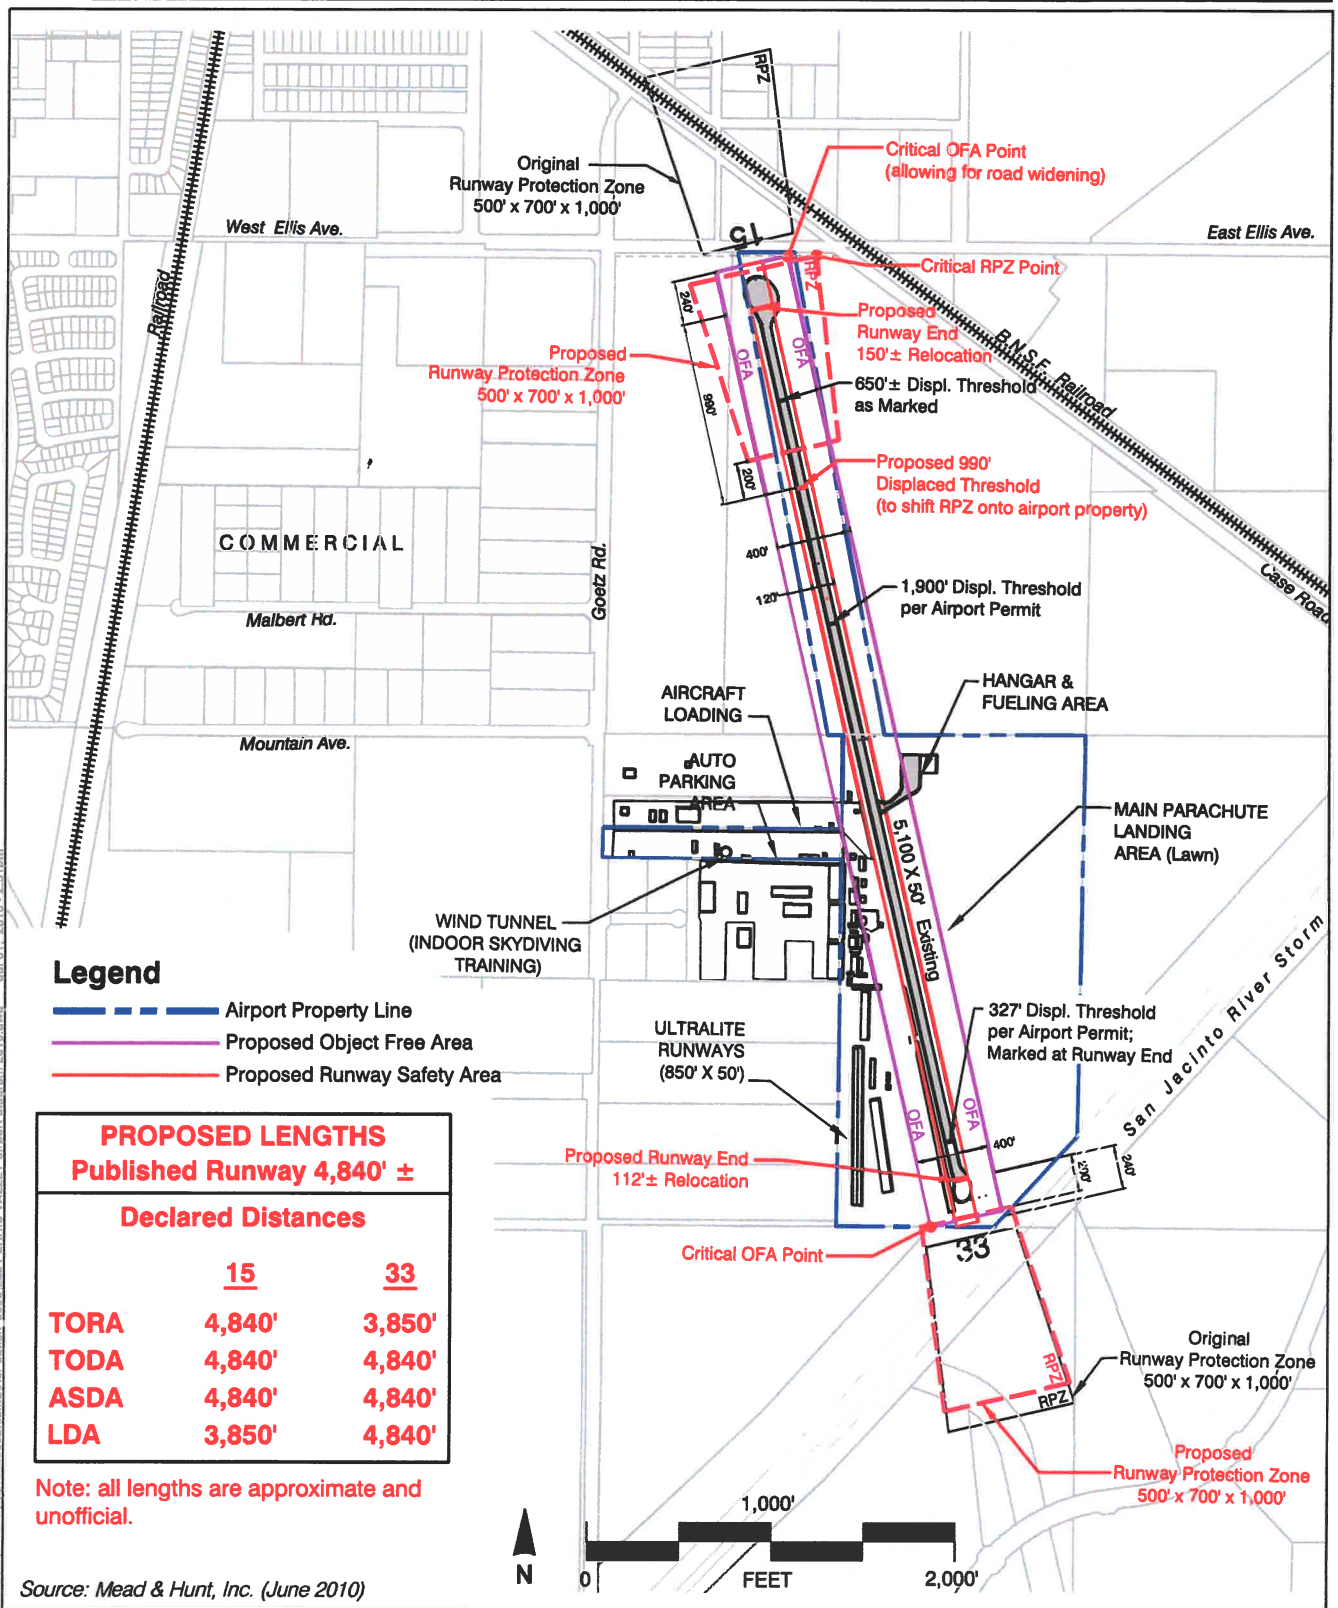 RPZ
Critical OFA Point
(allowing for road widening)
Original
Runway Protection Zone
500' x 700' x 1,000'
West Ellis Ave.
15
East Ellis Ave.
Critical RPZ Point
RPZ
Railroad
240'
Proposed
Runway End
150'± Relocation
B.N.S.F. Railroad
Proposed
Runway Protection Zone
500' x 700' x 1,000'
OFA
OFA
650'± Displ. Threshold
as Marked
990'
200'
Proposed 990'
Displaced Threshold
(to shift RPZ onto airport property)
COMMERCIAL
Goetz Rd.
400'
120'
1,900' Displ. Threshold
per Airport Permit
Case Road
Malbert Rd.
HANGAR &
FUELING AREA
AIRCRAFT
LOADING
Mountain Ave.
AUTO
PARKING
AREA
MAIN PARACHUTE
LANDING
AREA (Lawn)
5,100 X 50' Existing
WIND TUNNEL
(INDOOR SKYDIVING
TRAINING)
San Jacinto River Storm
Legend
Airport Property Line
Proposed Object Free Area
Proposed Runway Safety Area
327' Displ. Threshold
per Airport Permit;
Marked at Runway End
ULTRALITE
RUNWAYS
(850' X 50')
OFA
OFA
400'
200'
240'
Proposed Runway End
112'± Relocation
Critical OFA Point
33
PROPOSED LENGTHS
Published Runway 4,840' ±
Declared Distances
15 33
TORA 4,840' 3,850'
TODA 4,840' 4,840'
ASDA 4,840' 4,840'
LDA 3,850' 4,840'
Note: all lengths are approximate and
unofficial.
RPZ
RPZ
Original
Runway Protection Zone
500' x 700' x 1,000'
Proposed
Runway Protection Zone
500' x 700' x 1,000'
1,000'
N
0
FEET
2,000'
Source: Mead & Hunt, Inc. (June 2010)